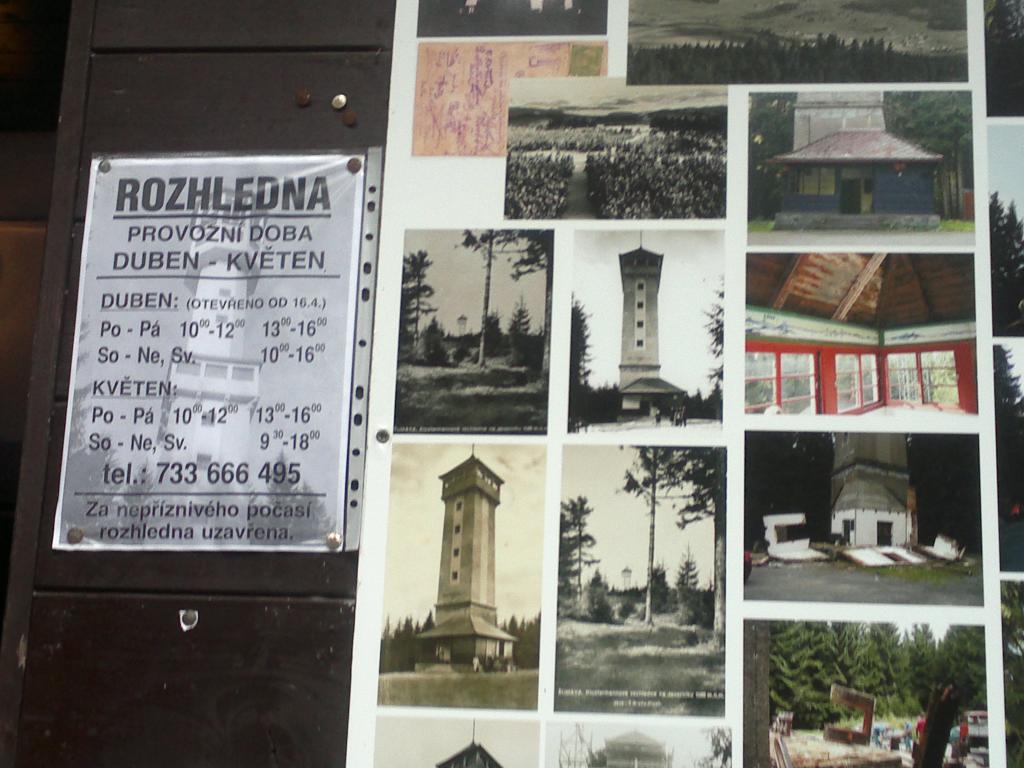 ROZHLEDNA
PROVOZNÍ DOBA
DUBEN - KVĚTEN
DUBEN: (OTEVŘENO OD 16.4.)
Po - Pá 10⁰⁰-12⁰⁰ 13⁰⁰-16⁰⁰
So - Ne, Sv. 10⁰⁰-16⁰⁰
KVĚTEN:
Po - Pá 10⁰⁰-12⁰⁰ 13⁰⁰-16⁰⁰
So - Ne, Sv. 9³⁰-18⁰⁰
tel.: 733 666 495
Za nepříznivého počasí
rozhledna uzavřena.